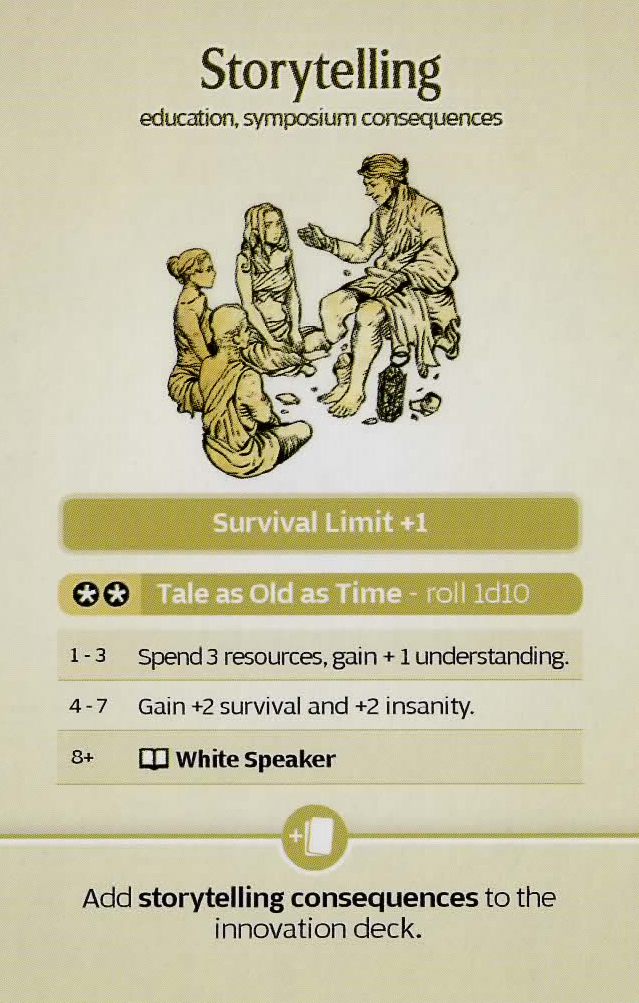 Storytelling
education, symposium consequences
Survival Limit +1
Tale as Old as Time - roll 1d10
1 - 3 Spend 3 resources, gain + 1 understanding.
4 - 7 Gain +2 survival and +2 insanity.
8+ White Speaker
+
Add storytelling consequences to the
innovation deck.